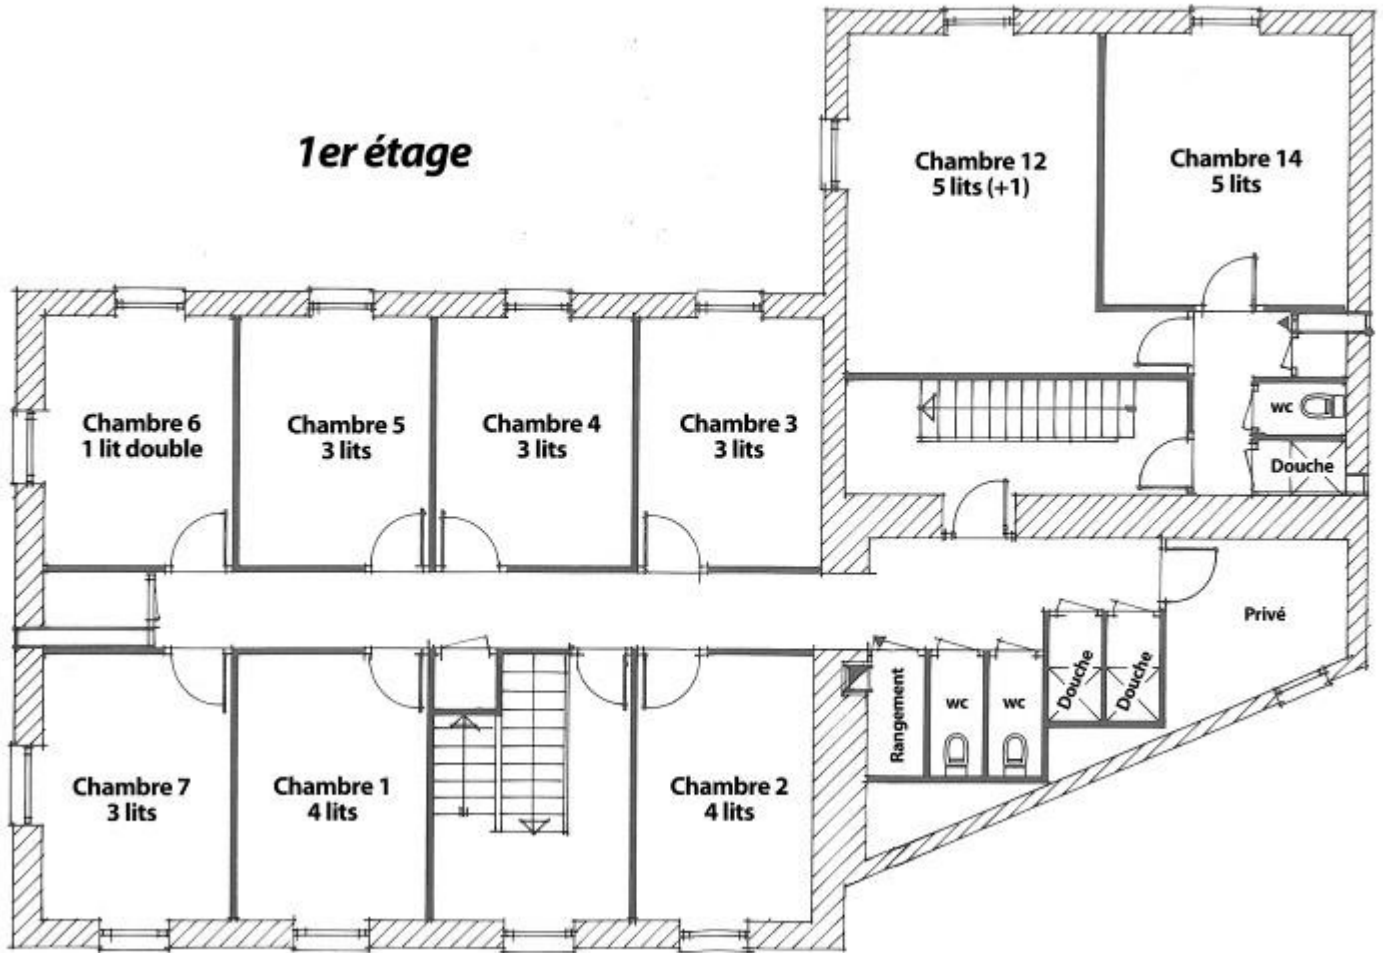 1er étage
Chambre 12
5 lits (+1)
Chambre 14
5 lits
Chambre 6
1 lit double
Chambre 5
3 lits
Chambre 4
3 lits
Chambre 3
3 lits
wc
Douche
Privé
Chambre 7
3 lits
Chambre 1
4 lits
Chambre 2
4 lits
Rangement
wc
wc
Douche
Douche